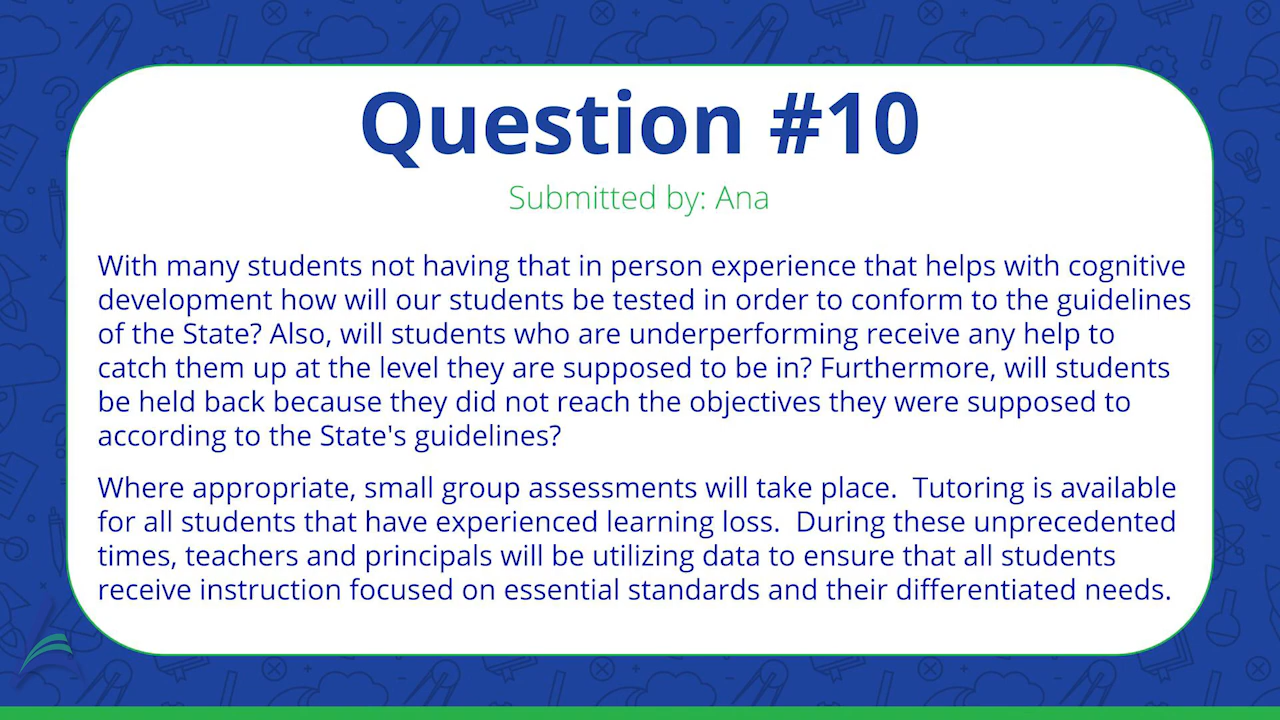 Question #10
Submitted by: Ana
With many students not having that in person experience that helps with cognitive
development how will our students be tested in order to conform to the guidelines
of the State? Also, will students who are underperforming receive any help to
catch them up at the level they are supposed to be in? Furthermore, will students
be held back because they did not reach the objectives they were supposed to
according to the State's guidelines?
Where appropriate, small group assessments will take place.  Tutoring is available
for all students that have experienced learning loss.  During these unprecedented
times, teachers and principals will be utilizing data to ensure that all students
receive instruction focused on essential standards and their differentiated needs.